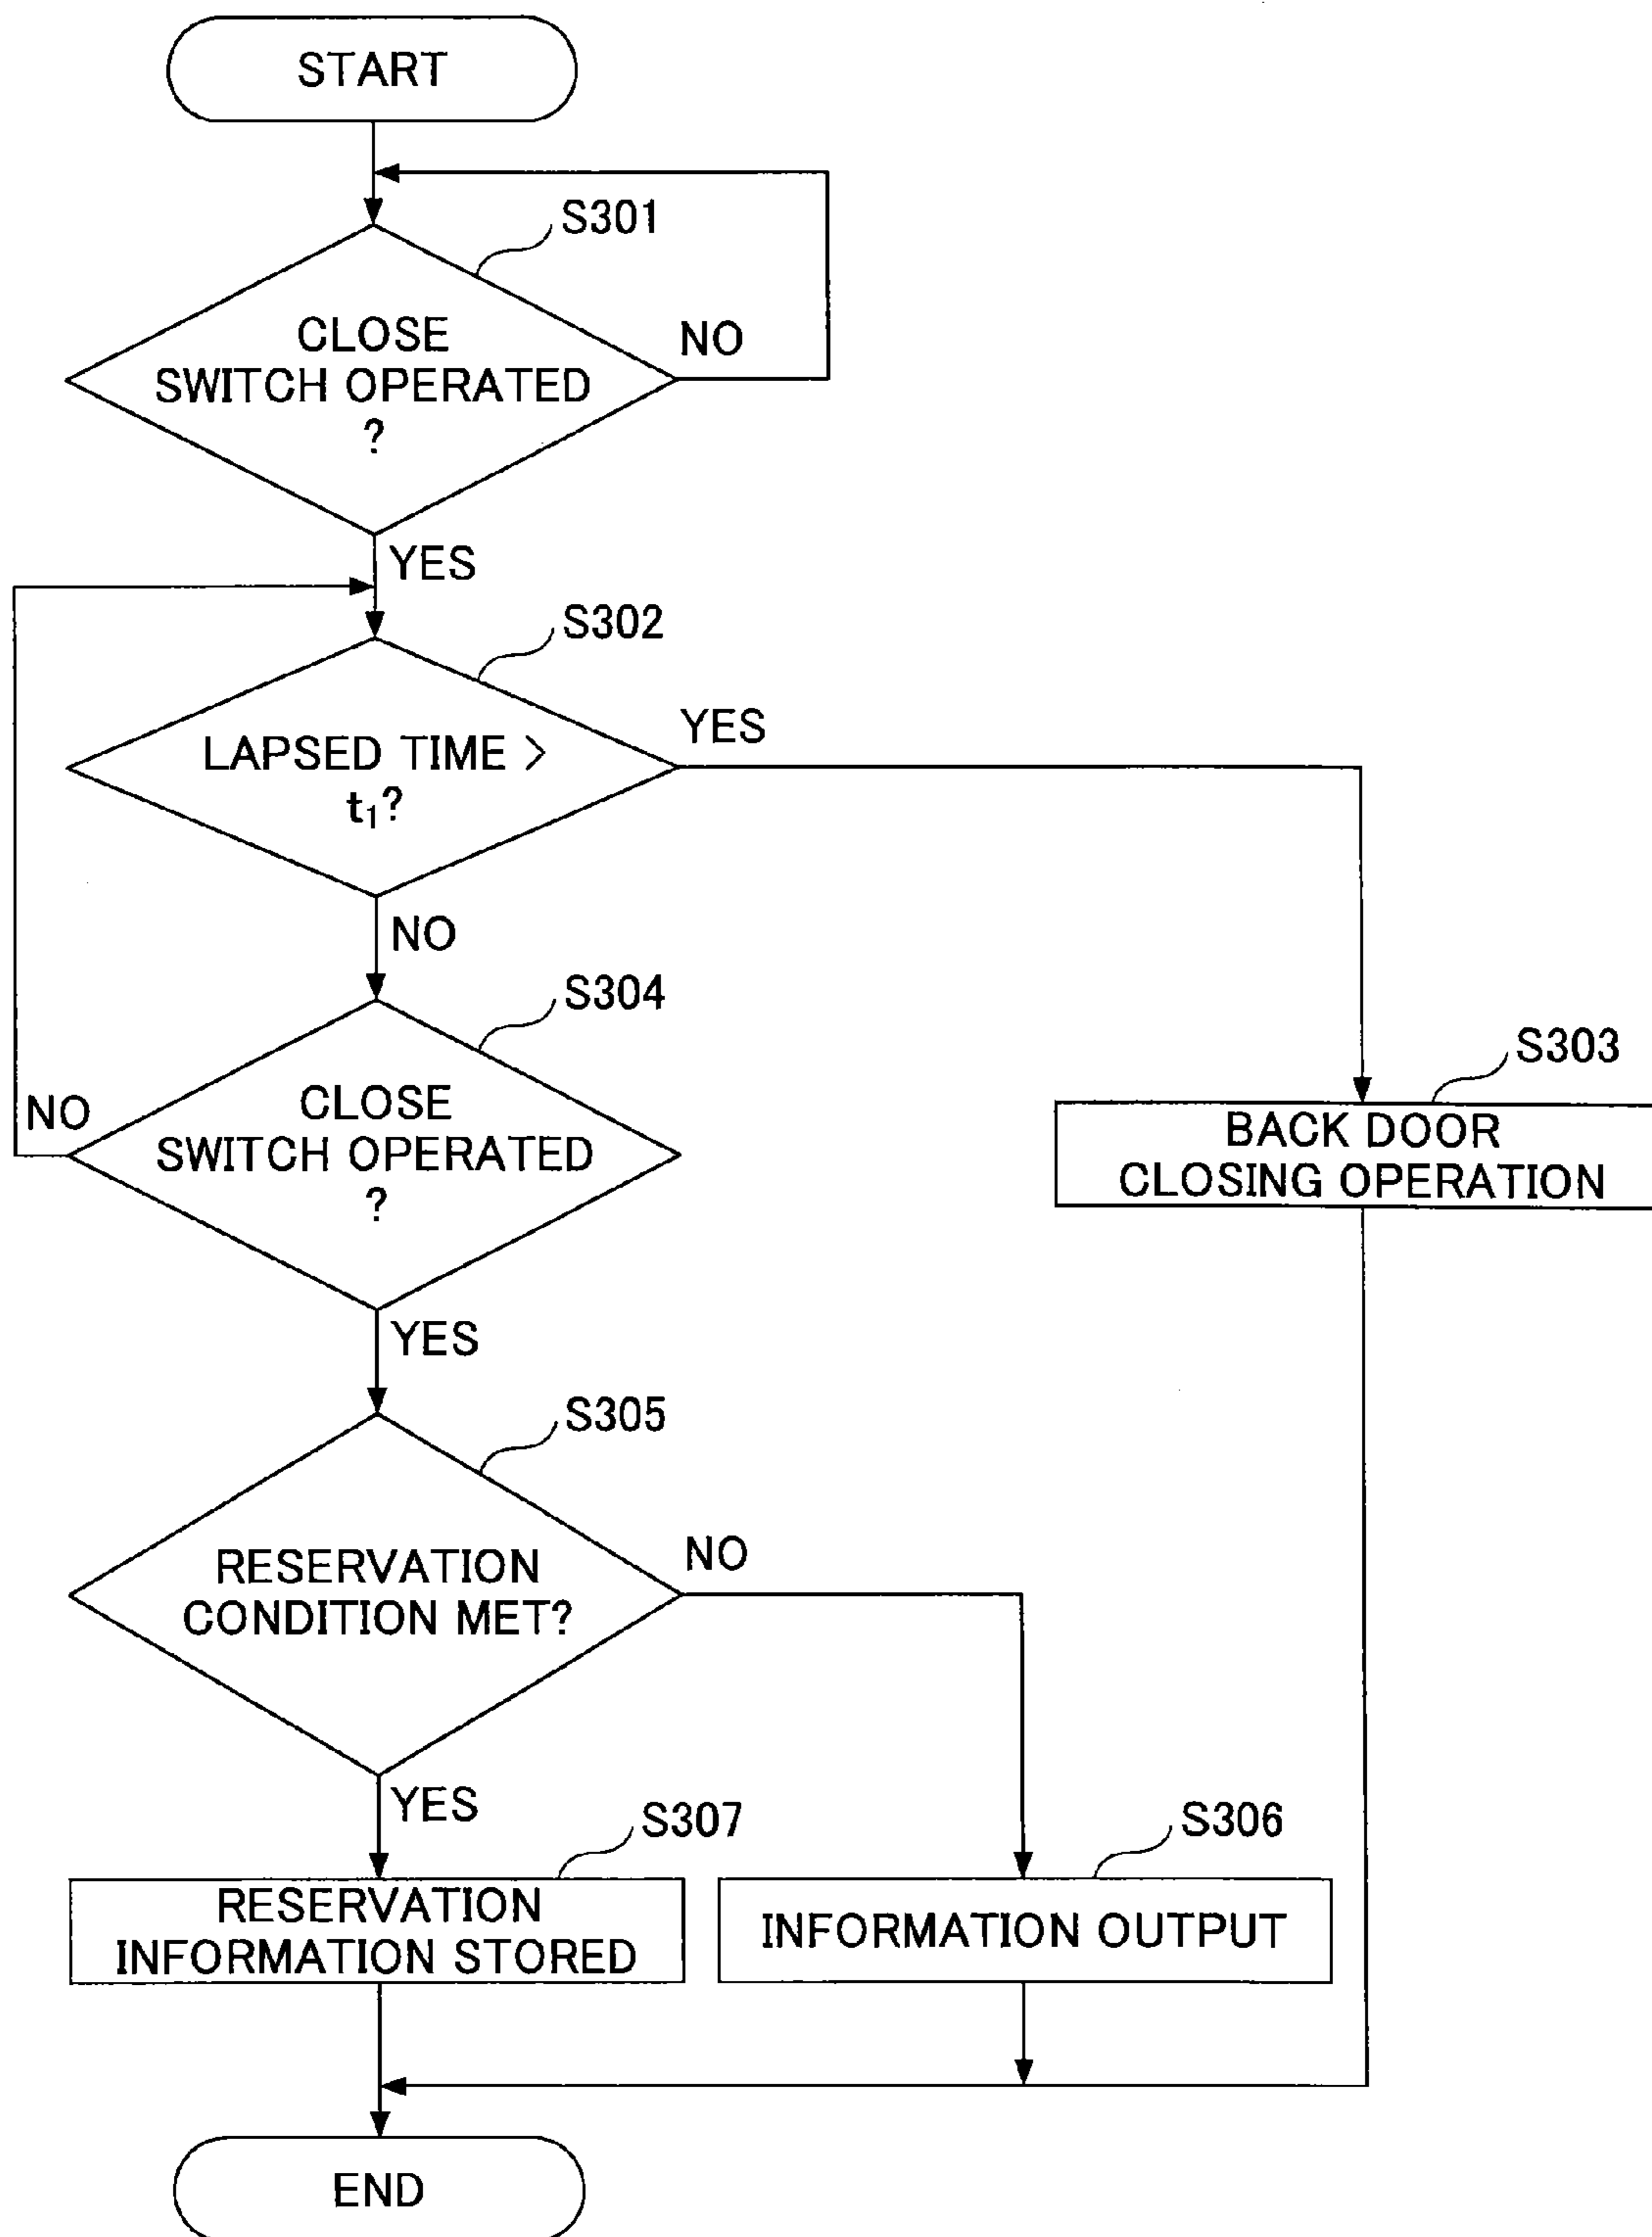 START
S301
CLOSE
SWITCH OPERATED
?
NO
YES
S302
LAPSED TIME >
t₁?
YES
NO
S304
CLOSE
SWITCH OPERATED
?
NO
S303
BACK DOOR
CLOSING OPERATION
YES
S305
RESERVATION
CONDITION MET?
NO
YES
S307
RESERVATION
INFORMATION STORED
S306
INFORMATION OUTPUT
END